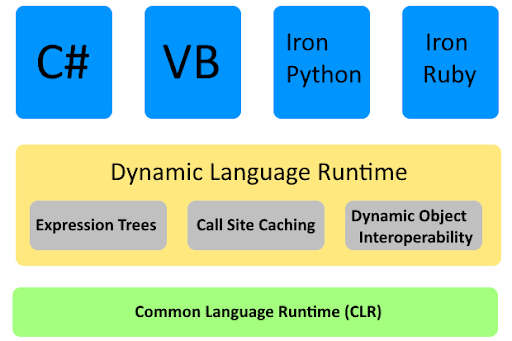 C#
VB
Iron
Python
Iron
Ruby
Dynamic Language Runtime
Expression Trees
Call Site Caching
Dynamic Object
Interoperability
Common Language Runtime (CLR)